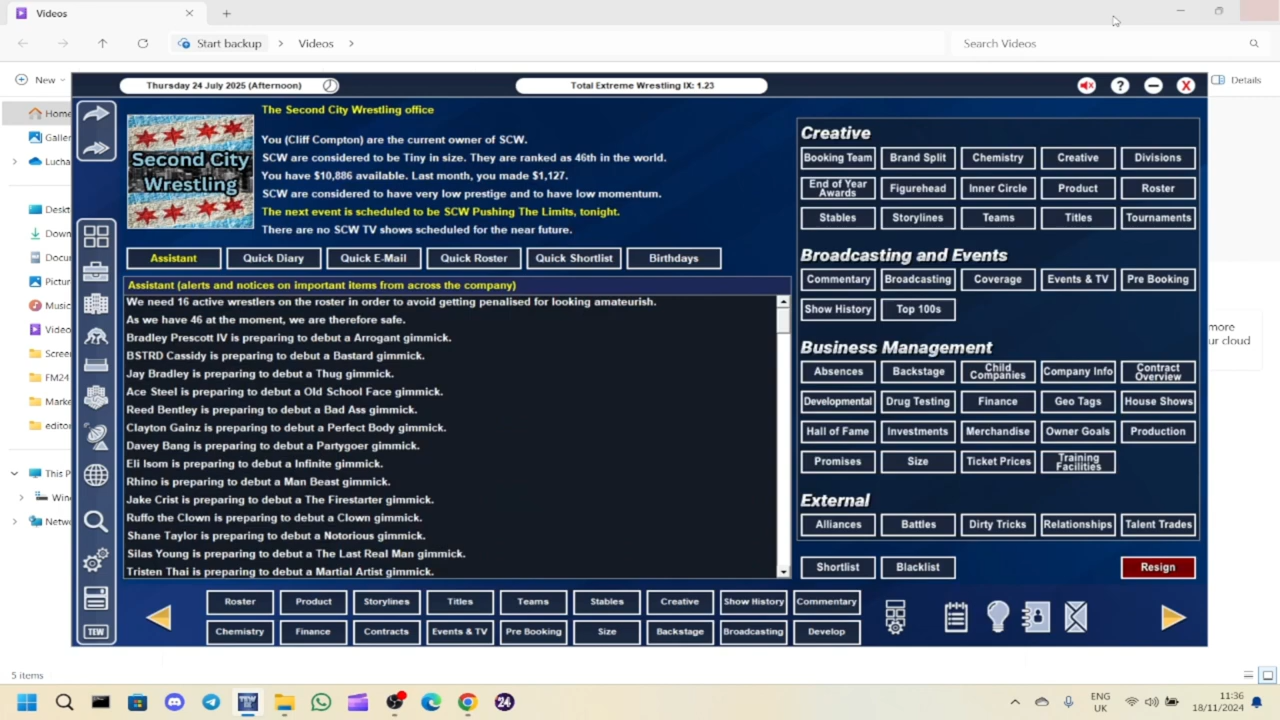 Videos
Start backup
Videos
Search Videos
New
Details
Home
Galler
Lucha
Deskt
Down
Docu
Pictur
Music
Video
Scree
FM24
Marke
editor
This P
Wind
Netwo
more
ur cloud
5 items
Thursday 24 July 2025 (Afternoon)
Total Extreme Wrestling IX: 1.23
?
X
Second City
Wrestling
The Second City Wrestling office
You (Cliff Compton) are the current owner of SCW.
SCW are considered to be Tiny in size. They are ranked as 46th in the world.
You have $10,886 available. Last month, you made $1,127.
SCW are considered to have very low prestige and to have low momentum.
The next event is scheduled to be SCW Pushing The Limits, tonight.
There are no SCW TV shows scheduled for the near future.
Assistant
Quick Diary
Quick E-Mail
Quick Roster
Quick Shortlist
Birthdays
Assistant (alerts and notices on important items from across the company)
We need 16 active wrestlers on the roster in order to avoid getting penalised for looking amateurish.
As we have 46 at the moment, we are therefore safe.
Bradley Prescott IV is preparing to debut a Arrogant gimmick.
BSTRD Cassidy is preparing to debut a Bastard gimmick.
Jay Bradley is preparing to debut a Thug gimmick.
Ace Steel is preparing to debut a Old School Face gimmick.
Reed Bentley is preparing to debut a Bad Ass gimmick.
Clayton Gainz is preparing to debut a Perfect Body gimmick.
Davey Bang is preparing to debut a Partygoer gimmick.
Eli Isom is preparing to debut a Infinite gimmick.
Rhino is preparing to debut a Man Beast gimmick.
Jake Crist is preparing to debut a The Firestarter gimmick.
Ruffo the Clown is preparing to debut a Clown gimmick.
Shane Taylor is preparing to debut a Notorious gimmick.
Silas Young is preparing to debut a The Last Real Man gimmick.
Tristen Thai is preparing to debut a Martial Artist gimmick.
Creative
Booking Team
Brand Split
Chemistry
Creative
Divisions
End of Year
Awards
Figurehead
Inner Circle
Product
Roster
Stables
Storylines
Teams
Titles
Tournaments
Broadcasting and Events
Commentary
Broadcasting
Coverage
Events & TV
Pre Booking
Show History
Top 100s
Business Management
Absences
Backstage
Child
Companies
Company Info
Contract
Overview
Developmental
Drug Testing
Finance
Geo Tags
House Shows
Hall of Fame
Investments
Merchandise
Owner Goals
Production
Promises
Size
Ticket Prices
Training
Facilities
External
Alliances
Battles
Dirty Tricks
Relationships
Talent Trades
Shortlist
Blacklist
Resign
Roster
Product
Storylines
Titles
Teams
Stables
Creative
Show History
Commentary
Chemistry
Finance
Contracts
Events & TV
Pre Booking
Size
Backstage
Broadcasting
Develop
TEW
TEW
24
ENG
UK
11:36
18/11/2024